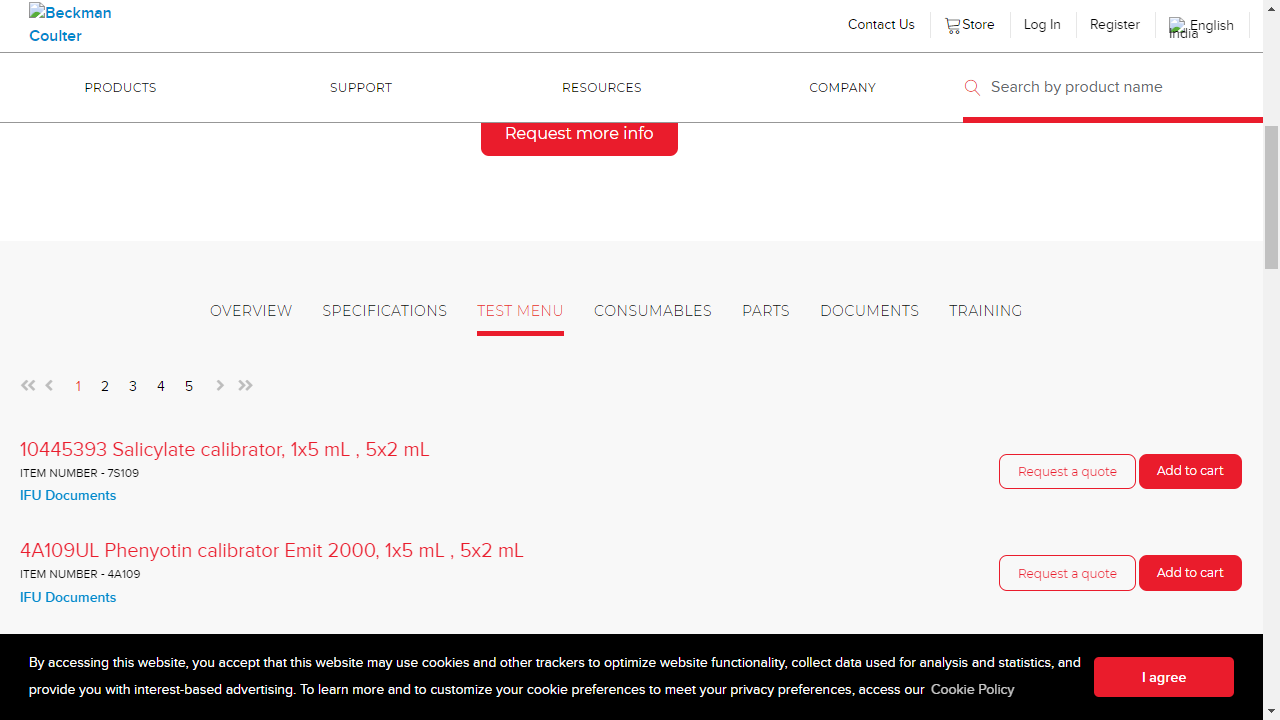 Beckman Coulter
Contact Us
Store
Log In
Register
English
India
PRODUCTS
SUPPORT
RESOURCES
COMPANY
Search by product name
Request more info
OVERVIEW
SPECIFICATIONS
TEST MENU
CONSUMABLES
PARTS
DOCUMENTS
TRAINING
1 2 3 4 5
10445393 Salicylate calibrator, 1x5 mL , 5x2 mL
ITEM NUMBER - 7S109
IFU Documents
Request a quote
Add to cart
4A109UL Phenyotin calibrator Emit 2000, 1x5 mL , 5x2 mL
ITEM NUMBER - 4A109
IFU Documents
Request a quote
Add to cart
By accessing this website, you accept that this website may use cookies and other trackers to optimize website functionality, collect data used for analysis and statistics, and
provide you with interest-based advertising. To learn more and to customize your cookie preferences to meet your privacy preferences, access our Cookie Policy
I agree